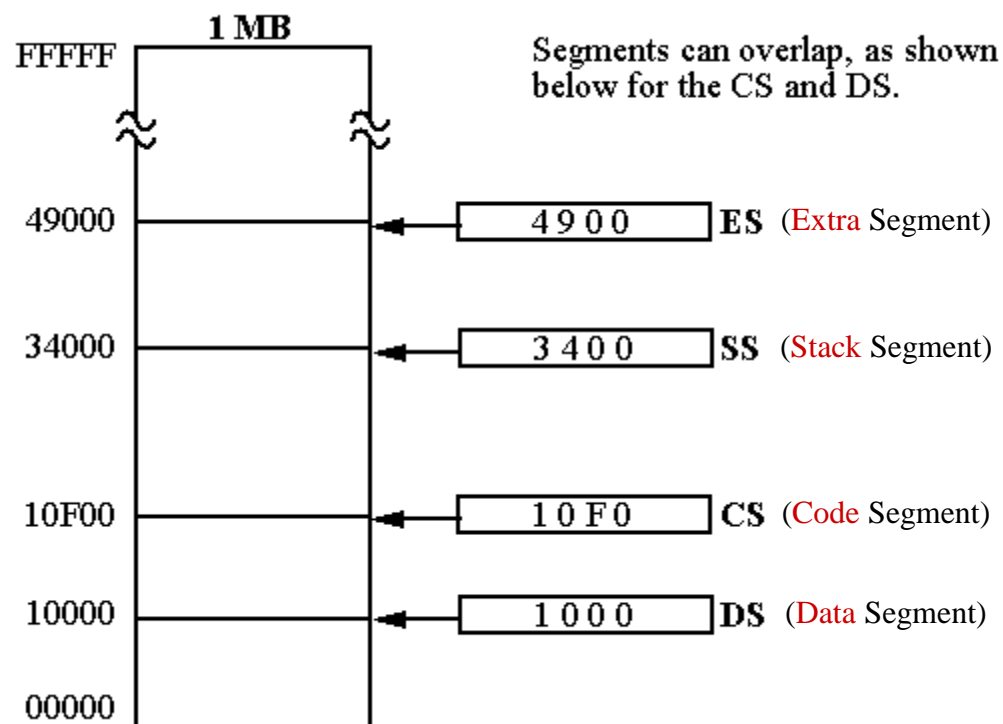 1 MB
FFFFF
Segments can overlap, as shown
below for the CS and DS.
49000 4900 ES (Extra Segment)
34000 3400 SS (Stack Segment)
10F00 10F0 CS (Code Segment)
10000 1000 DS (Data Segment)
00000